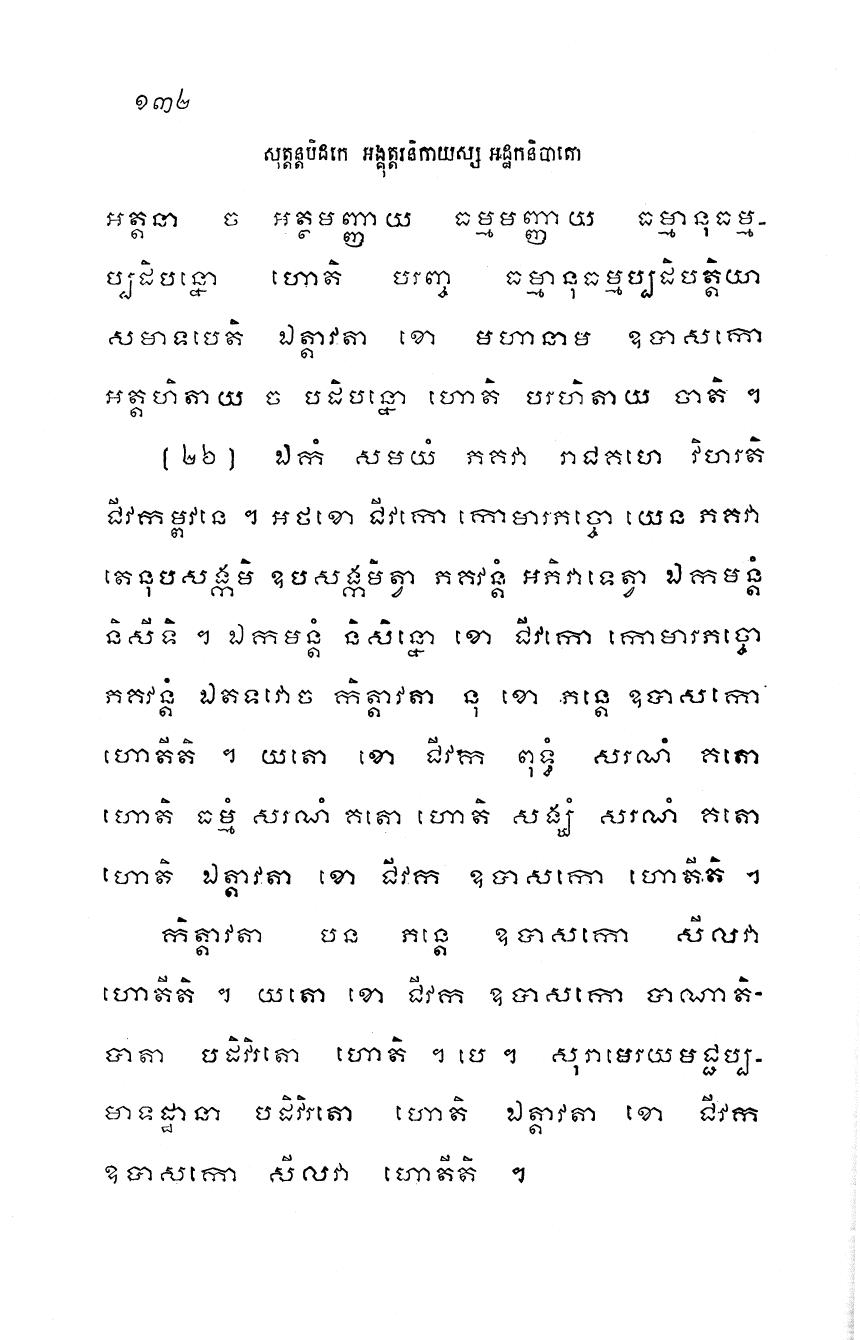 ១៣២
សុត្តន្តបិដកេ អង្គុត្តរនិកាយស្ស អដ្ឋកនិបាតោ
អត្តនា ច អត្ថមញ្ញាយ ធម្មមញ្ញាយ ធម្មានុធម្ម-
ប្បដិបន្នោ ហោតិ បរញ្ច ធម្មានុធម្មប្បដិបត្តិយា
សមាទបេតិ ឯត្តាវតា ខោ មហានាម ឧបាសកោ
អត្តហិតាយ ច បដិបន្នោ ហោតិ បរហិតាយ ចាតិ ។
[២៦] ឯកំ សមយំ ភគវា រាជគហេ វិហរតិ
ជីវកម្ពវនេ ។ អថខោ ជីវកោ កោមារភច្ចោ យេន ភគវា
តេនុបសង្កមិ ឧបសង្កមិត្វា ភគវន្តំ អភិវាទេត្វា ឯកមន្តំ
និសីទិ ។ ឯកមន្តំ និសិន្នោ ខោ ជីវកោ កោមារភច្ចោ
ភគវន្តំ ឯតទវោច កិត្តាវតា នុ ខោ ភន្តេ ឧបាសកោ
ហោតីតិ ។ យតោ ខោ ជីវក ពុទ្ធំ សរណំ គតោ
ហោតិ ធម្មំ សរណំ គតោ ហោតិ សង្ឃំ សរណំ គតោ
ហោតិ ឯត្តាវតា ខោ ជីវក ឧបាសកោ ហោតីតិ ។
កិត្តាវតា បន ភន្តេ ឧបាសកោ សីលវា
ហោតីតិ ។ យតោ ខោ ជីវក ឧបាសកោ បាណាតិ-
បាតា បដិវិរតោ ហោតិ ។ បេ ។ សុរាមេរយមជ្ជប្ប-
មាទដ្ឋានា បដិវិរតោ ហោតិ ឯត្តាវតា ខោ ជីវក
ឧបាសកោ សីលវា ហោតីតិ ។